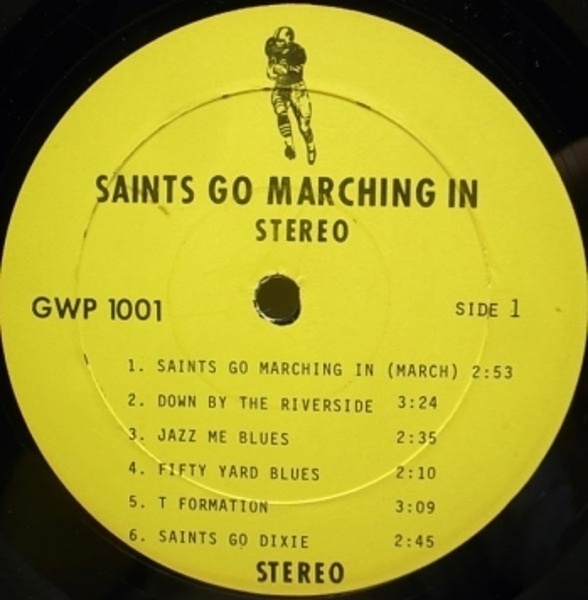 SAINTS GO MARCHING IN
STEREO
GWP 1001 SIDE 1
1. SAINTS GO MARCHING IN (MARCH) 2:53
2. DOWN BY THE RIVERSIDE 3:24
3. JAZZ ME BLUES 2:35
4. FIFTY YARD BLUES 2:10
5. T FORMATION 3:09
6. SAINTS GO DIXIE 2:45
STEREO